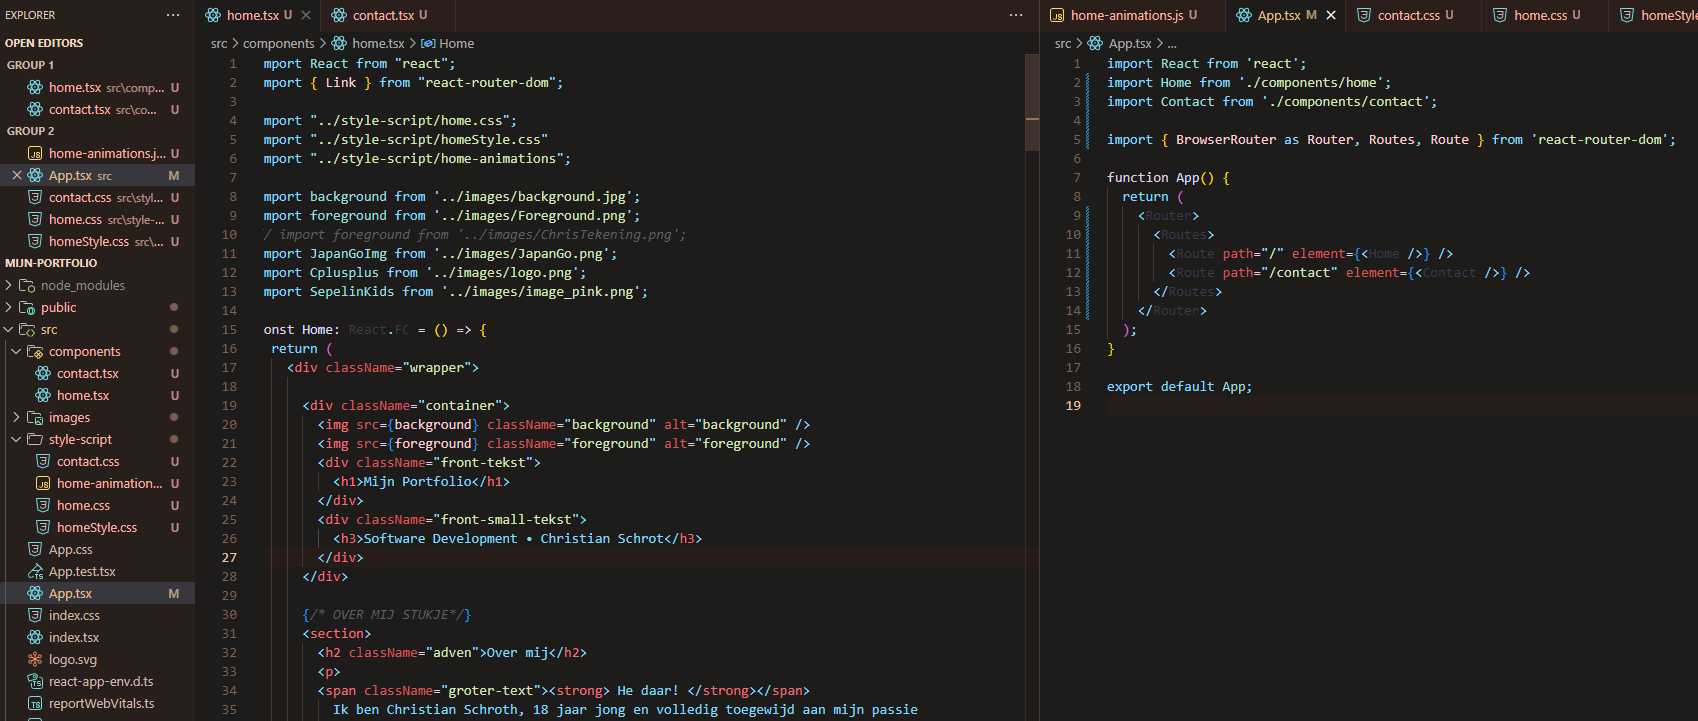 EXPLORER
OPEN EDITORS
GROUP 1
home.tsx src\comp... U
contact.tsx src\co... U
GROUP 2
home-animations.j... U
App.tsx src M
contact.css src\styl... U
home.css src\style-... U
homeStyle.css src\... U
MIJN-PORTFOLIO
node_modules
public
src
components
contact.tsx U
home.tsx U
images
style-script
contact.css U
home-animation... U
home.css U
homeStyle.css U
App.css
App.test.tsx
App.tsx M
index.css
index.tsx
logo.svg
react-app-env.d.ts
reportWebVitals.ts
home.tsx U
contact.tsx U
src > components > home.tsx > Home
1 mport React from "react";
2 mport { Link } from "react-router-dom";
3
4 mport "../style-script/home.css";
5 mport "../style-script/homeStyle.css"
6 mport "../style-script/home-animations";
7
8 mport background from '../images/background.jpg';
9 mport foreground from '../images/Foreground.png';
10 / import foreground from '../images/ChrisTekening.png';
11 mport JapanGoImg from '../images/JapanGo.png';
12 mport Cplusplus from '../images/logo.png';
13 mport SepelinKids from '../images/image_pink.png';
14
15 onst Home: React.FC = () => {
16 return (
17 <div className="wrapper">
18
19 <div className="container">
20 <img src={background} className="background" alt="background" />
21 <img src={foreground} className="foreground" alt="foreground" />
22 <div className="front-tekst">
23 <h1>Mijn Portfolio</h1>
24 </div>
25 <div className="front-small-tekst">
26 <h3>Software Development • Christian Schrot</h3>
27 </div>
28 </div>
29
30 {/* OVER MIJ STUKJE*/}
31 <section>
32 <h2 className="adven">Over mij</h2>
33 <p>
34 <span className="groter-text"><strong> He daar! </strong></span>
35 Ik ben Christian Schroth, 18 jaar jong en volledig toegewijd aan mijn passie
home-animations.js U
App.tsx M
contact.css U
home.css U
homeStyle
src > App.tsx > ...
1 import React from 'react';
2 import Home from './components/home';
3 import Contact from './components/contact';
4
5 import { BrowserRouter as Router, Routes, Route } from 'react-router-dom';
6
7 function App() {
8 return (
9 <Router>
10 <Routes>
11 <Route path="/" element={<Home />} />
12 <Route path="/contact" element={<Contact />} />
13 </Routes>
14 </Router>
15 );
16 }
17
18 export default App;
19